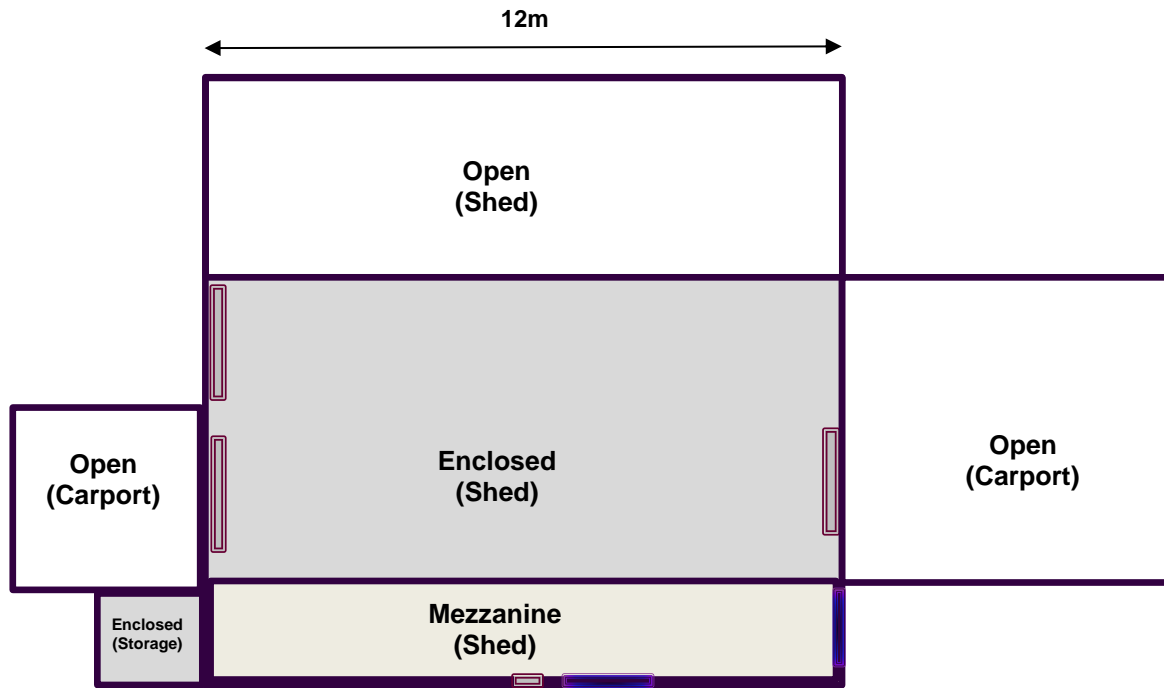 12m
Open
(Shed)
Open
(Carport)
Enclosed
(Shed)
Open
(Carport)
Enclosed
(Storage)
Mezzanine
(Shed)